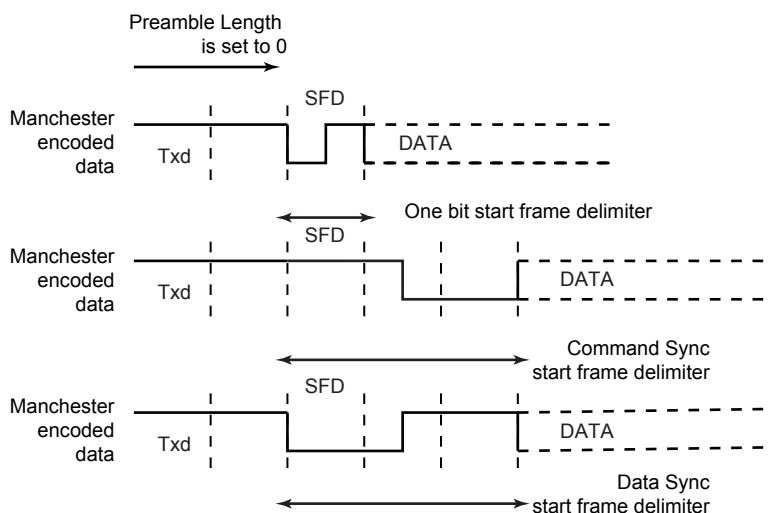 Preamble Length
is set to 0
SFD
Manchester
encoded
data
Txd
DATA
One bit start frame delimiter
SFD
Manchester
encoded
data
Txd
DATA
Command Sync
start frame delimiter
SFD
Manchester
encoded
data
Txd
DATA
Data Sync
start frame delimiter